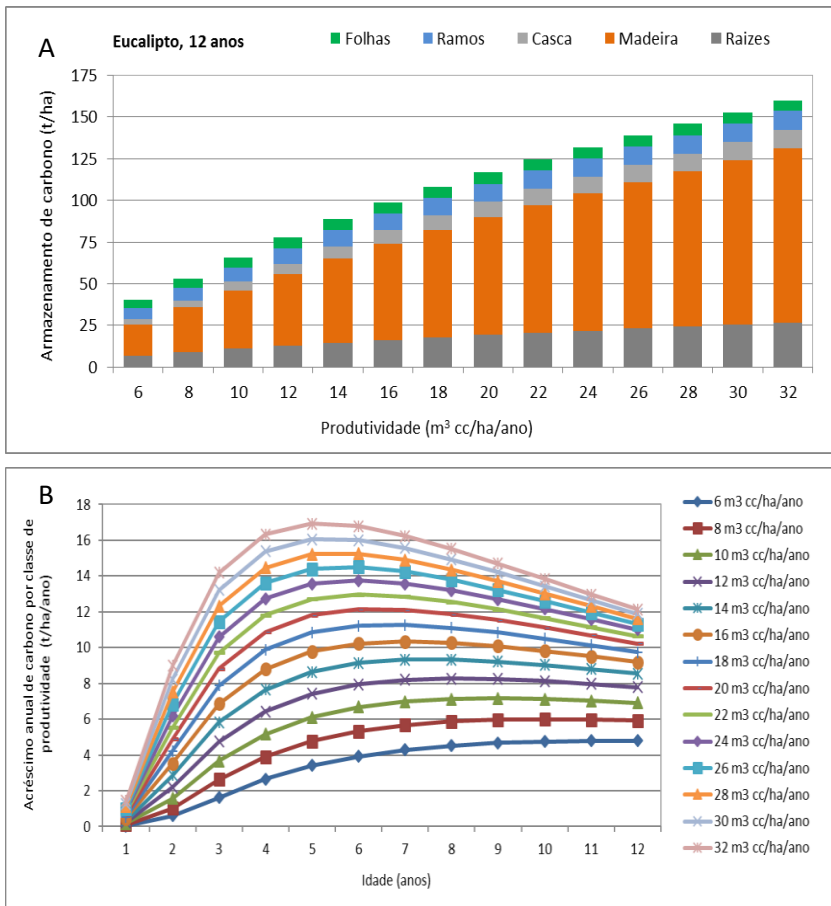 A
Eucalipto, 12 anos
Folhas
Ramos
Casca
Madeira
Raizes
Armazenamento de carbono (t/ha)
175
150
125
100
75
50
25
0
6 8 10 12 14 16 18 20 22 24 26 28 30 32
Produtividade (m³ cc/ha/ano)
B
Acréscimo anual de carbono por classe de
produtividade (t/ha/ano)
18
16
14
12
10
8
6
4
2
0
1 2 3 4 5 6 7 8 9 10 11 12
Idade (anos)
6 m3 cc/ha/ano
8 m3 cc/ha/ano
10 m3 cc/ha/ano
12 m3 cc/ha/ano
14 m3 cc/ha/ano
16 m3 cc/ha/ano
18 m3 cc/ha/ano
20 m3 cc/ha/ano
22 m3 cc/ha/ano
24 m3 cc/ha/ano
26 m3 cc/ha/ano
28 m3 cc/ha/ano
30 m3 cc/ha/ano
32 m3 cc/ha/ano